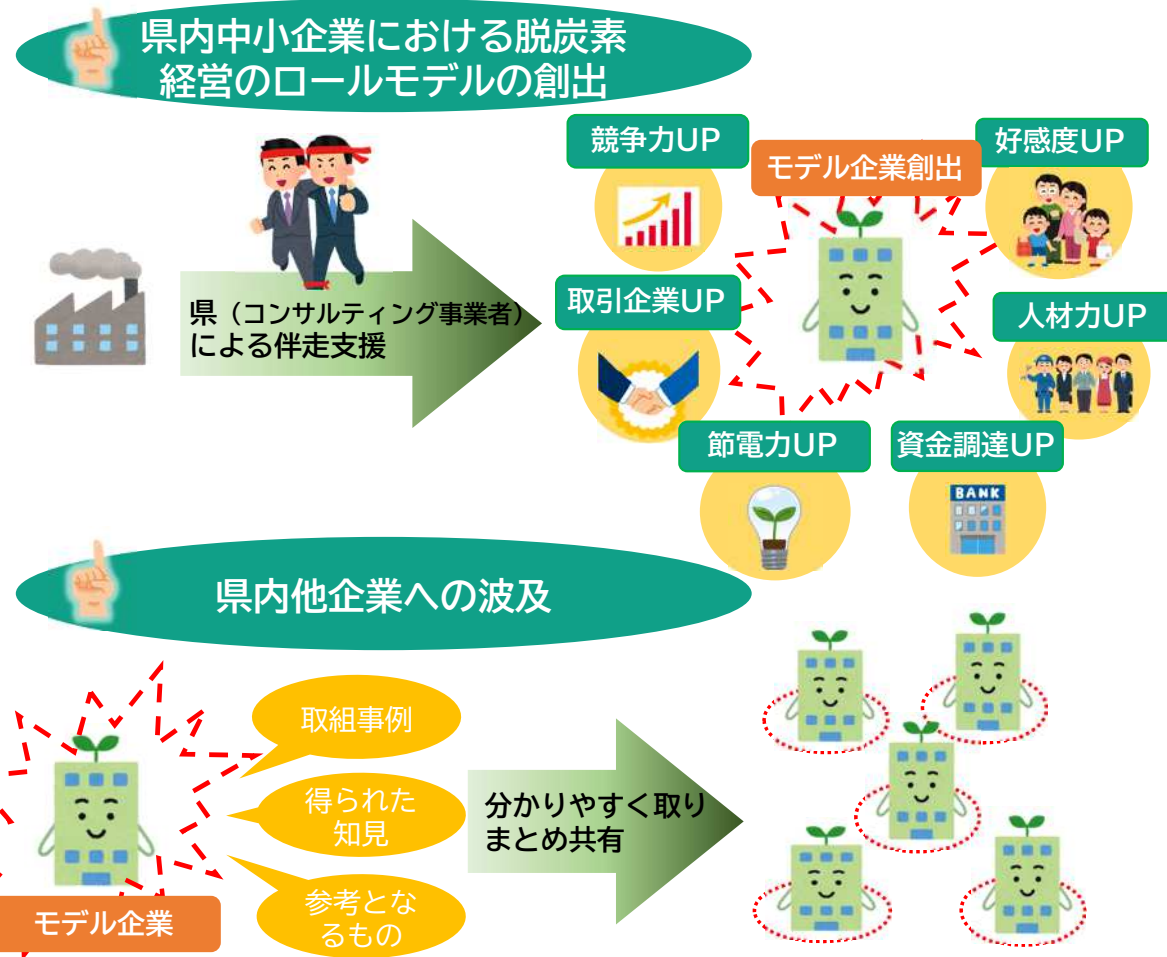 県内中小企業における脱炭素
経営のロールモデルの創出
競争力UP
モデル企業創出
好感度UP
県（コンサルティング事業者）
による伴走支援
取引企業UP
人材力UP
節電力UP
資金調達UP
BANK
県内他企業への波及
取組事例
得られた
知見
参考とな
るもの
モデル企業
分かりやすく取り
まとめ共有